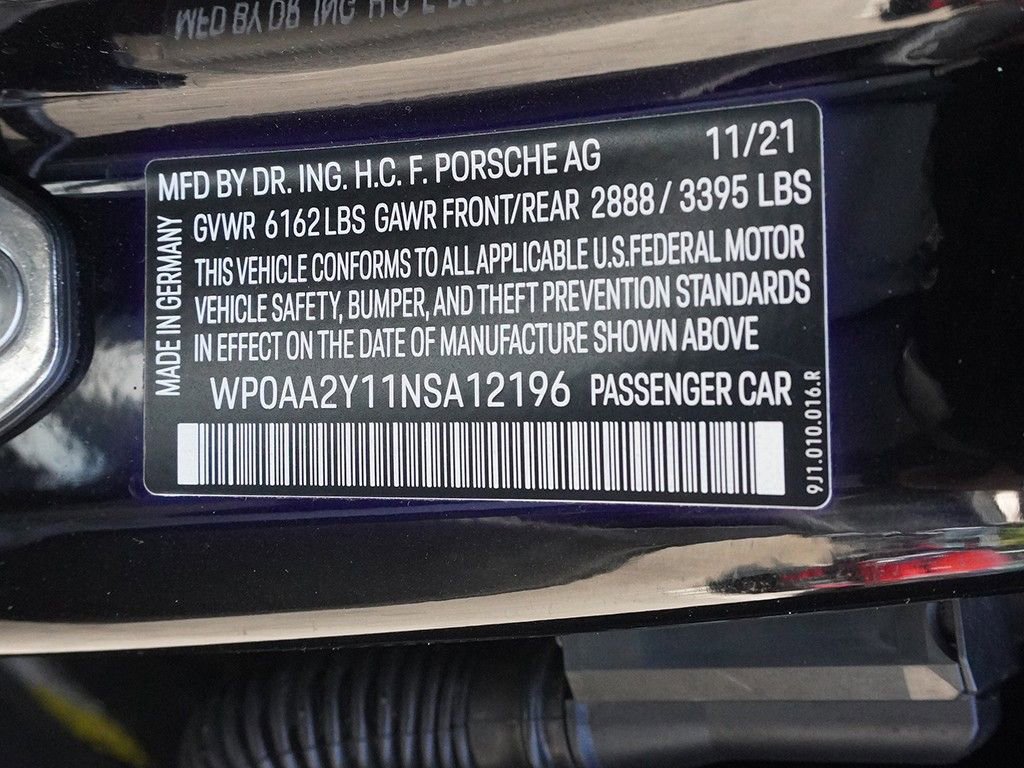 MFD BY DR. ING. H.C. F. PORSCHE AG 11/21
GVWR 6162 LBS GAWR FRONT/REAR 2888 / 3395 LBS
THIS VEHICLE CONFORMS TO ALL APPLICABLE U.S.FEDERAL MOTOR
VEHICLE SAFETY, BUMPER, AND THEFT PREVENTION STANDARDS
IN EFFECT ON THE DATE OF MANUFACTURE SHOWN ABOVE
WP0AA2Y11NSA12196 PASSENGER CAR
MADE IN GERMANY
9J1.010.016.R